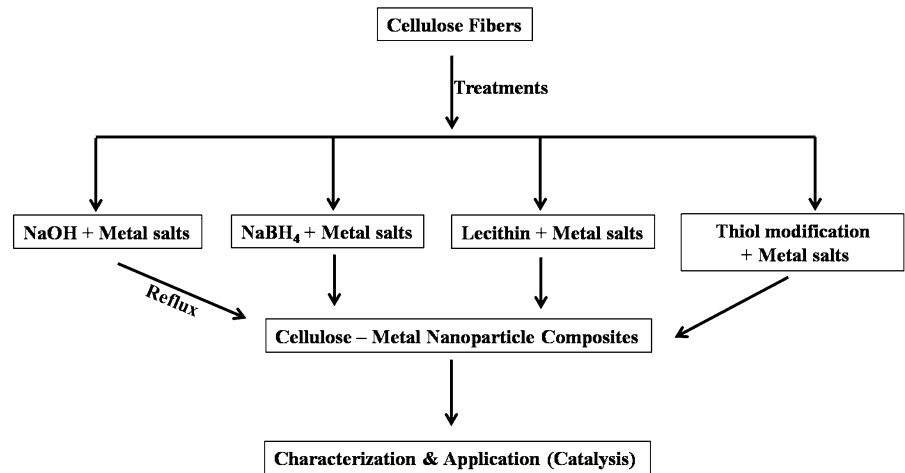 Cellulose Fibers
Treatments
NaOH + Metal salts
NaBH₄ + Metal salts
Lecithin + Metal salts
Thiol modification
+ Metal salts
Reflux
Cellulose – Metal Nanoparticle Composites
Characterization & Application (Catalysis)